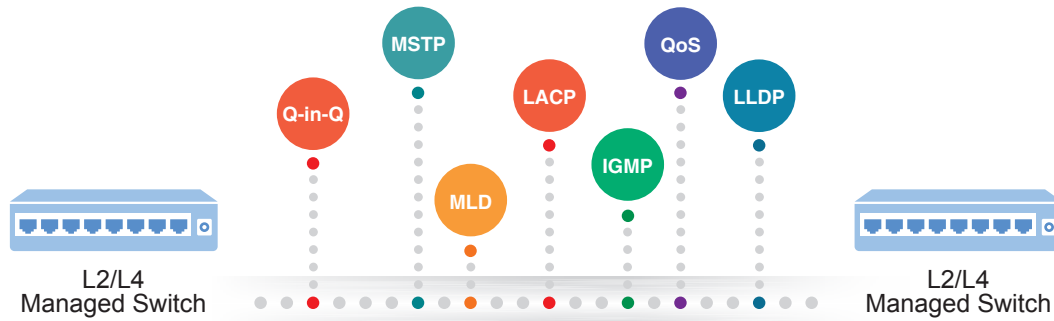 MSTP
QoS
Q-in-Q
LACP
LLDP
IGMP
MLD
L2/L4
Managed Switch
L2/L4
Managed Switch